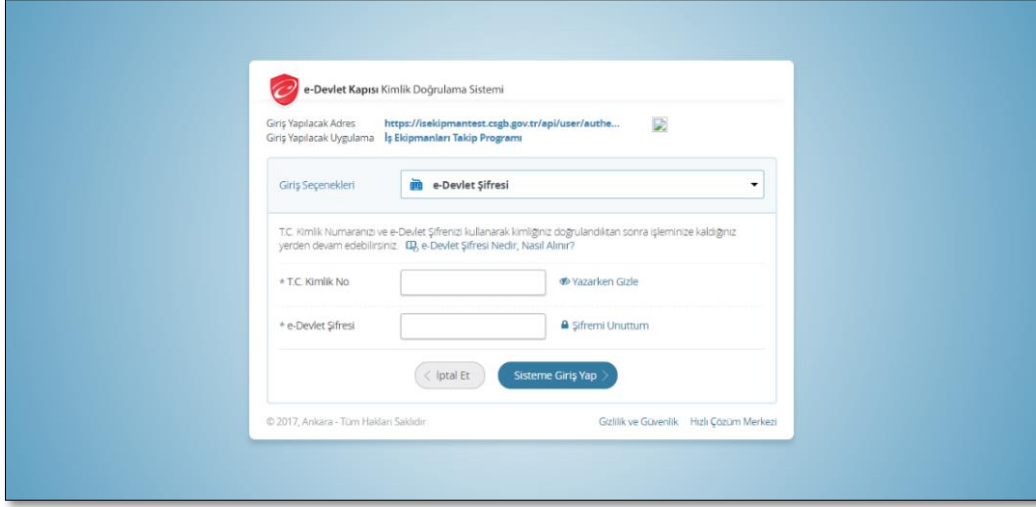 e-Devlet Kapısı Kimlik Doğrulama Sistemi
Giriş Yapılacak Adres https://isekipmantest.csgb.gov.tr/api/user/authe...
Giriş Yapılacak Uygulama İş Ekipmanları Takip Programı
Giriş Seçenekleri e-Devlet Şifresi
T.C. Kimlik Numaranızı ve e-Devlet Şifrenizi kullanarak kimliğiniz doğrulandıktan sonra işleminize kaldığınız
yerden devam edebilirsiniz. e-Devlet Şifresi Nedir, Nasıl Alınır?
* T.C. Kimlik No Yazarken Gizle
* e-Devlet Şifresi Şifremi Unuttum
İptal Et Sisteme Giriş Yap
© 2017, Ankara - Tüm Hakları Saklıdır Gizlilik ve Güvenlik Hızlı Çözüm Merkezi